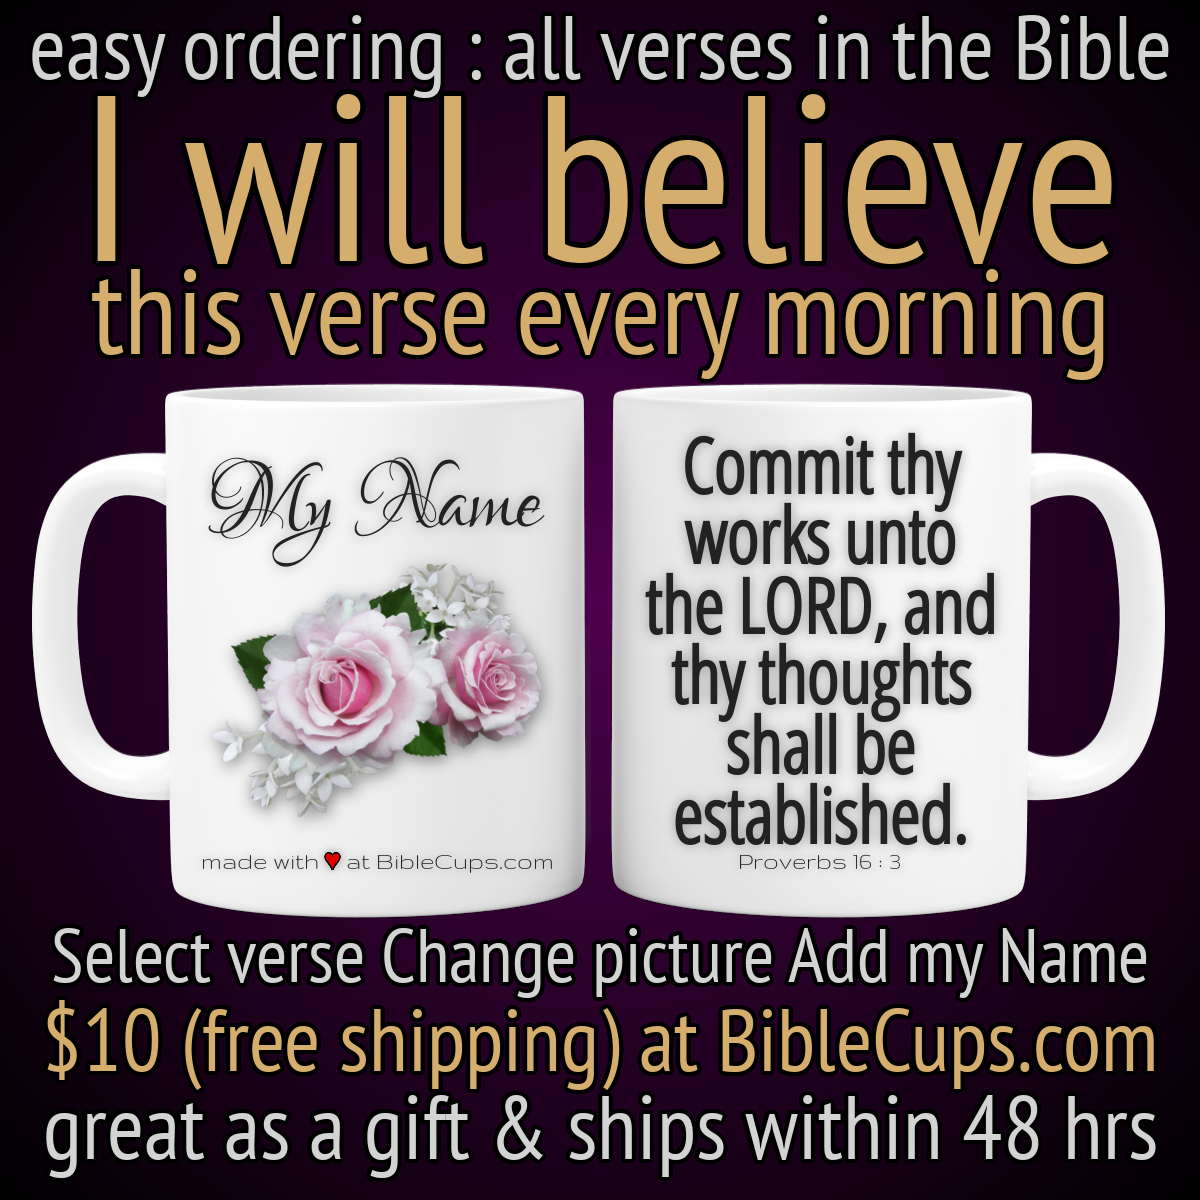 easy ordering : all verses in the Bible
I will believe
this verse every morning
My Name
made with ♥ at BibleCups.com
Commit thy
works unto
the LORD, and
thy thoughts
shall be
established.
Proverbs 16 : 3
Select verse Change picture Add my Name
$10 (free shipping) at BibleCups.com
great as a gift & ships within 48 hrs